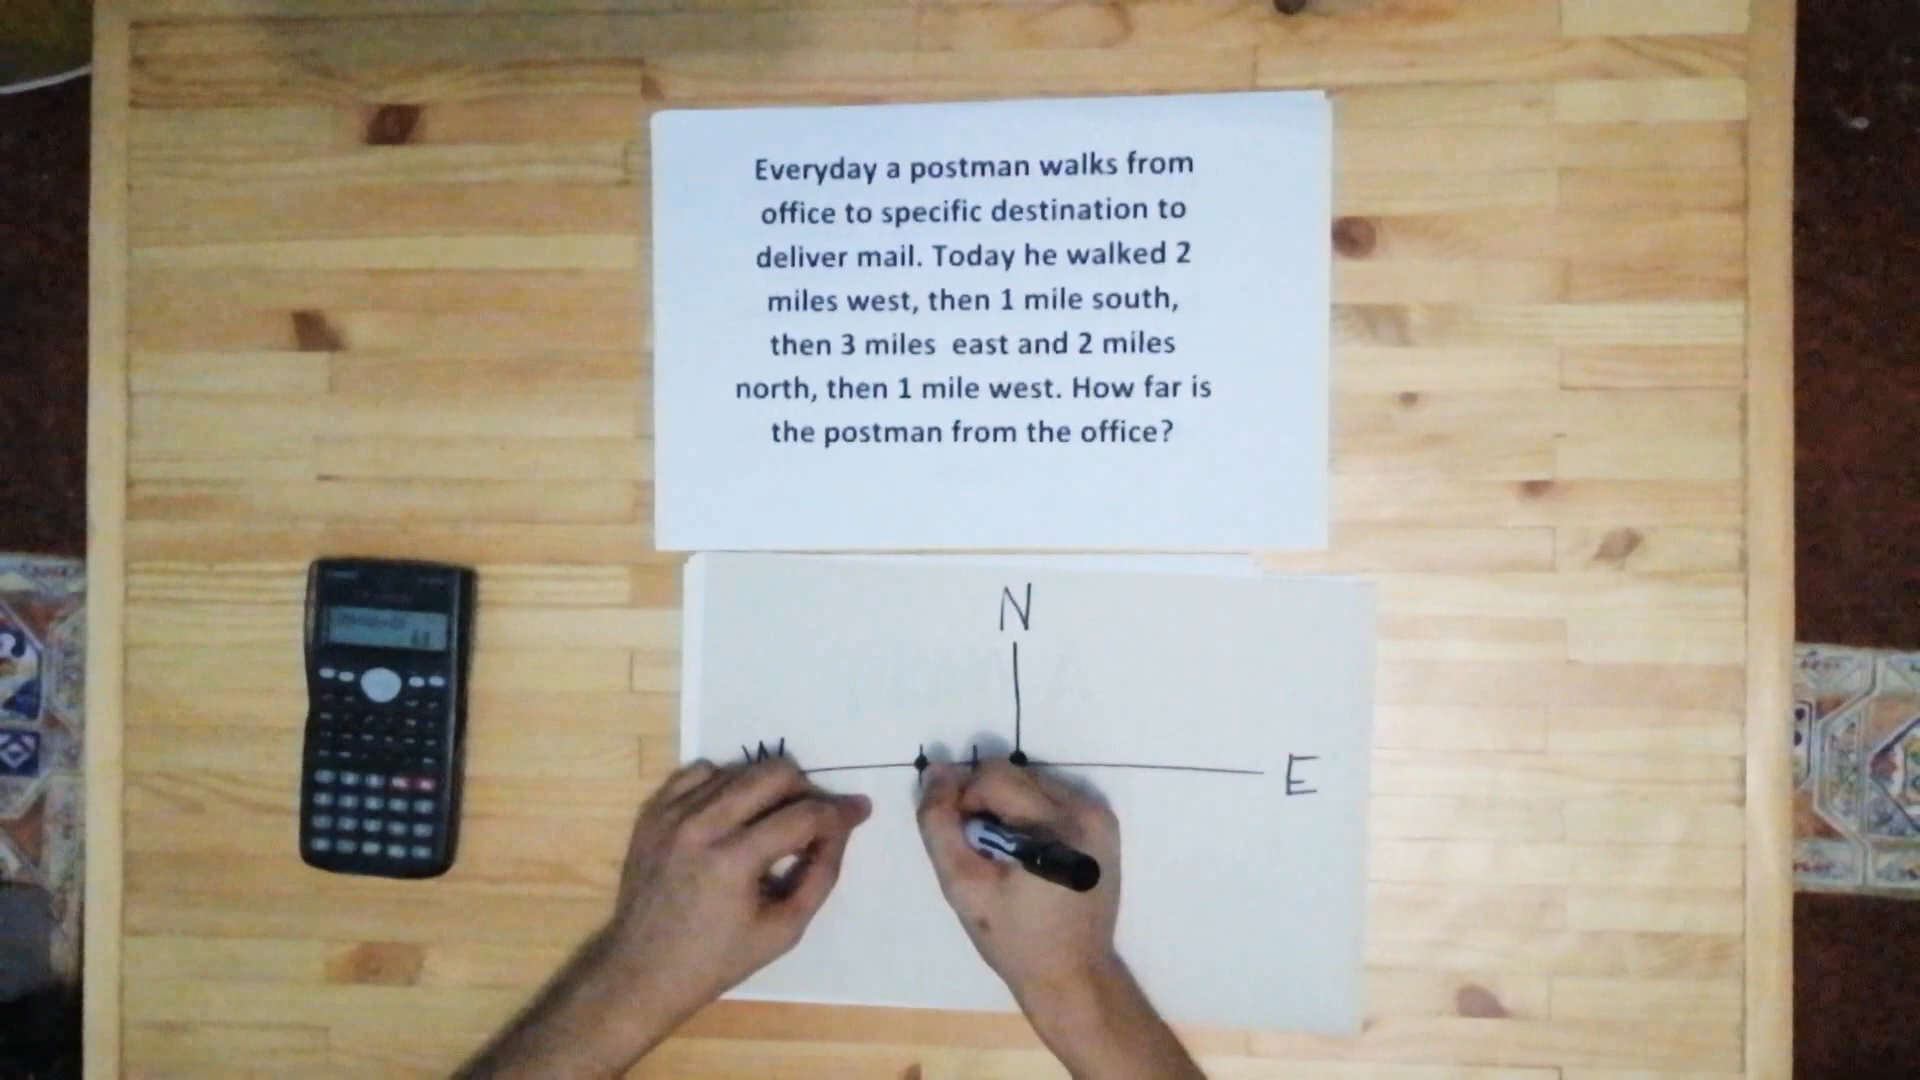 Everyday a postman walks from
office to specific destination to
deliver mail. Today he walked 2
miles west, then 1 mile south,
then 3 miles east and 2 miles
north, then 1 mile west. How far is
the postman from the office?
N
W
E